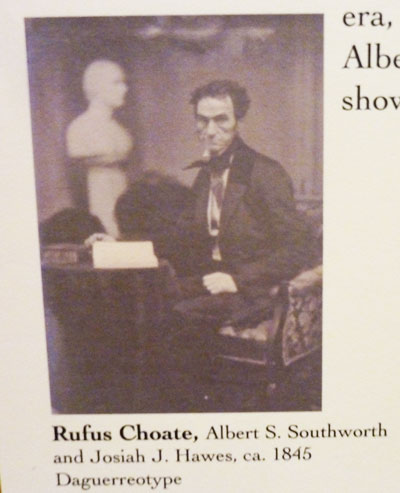 era,
Albe
show
Rufus Choate, Albert S. Southworth
and Josiah J. Hawes, ca. 1845
Daguerreotype